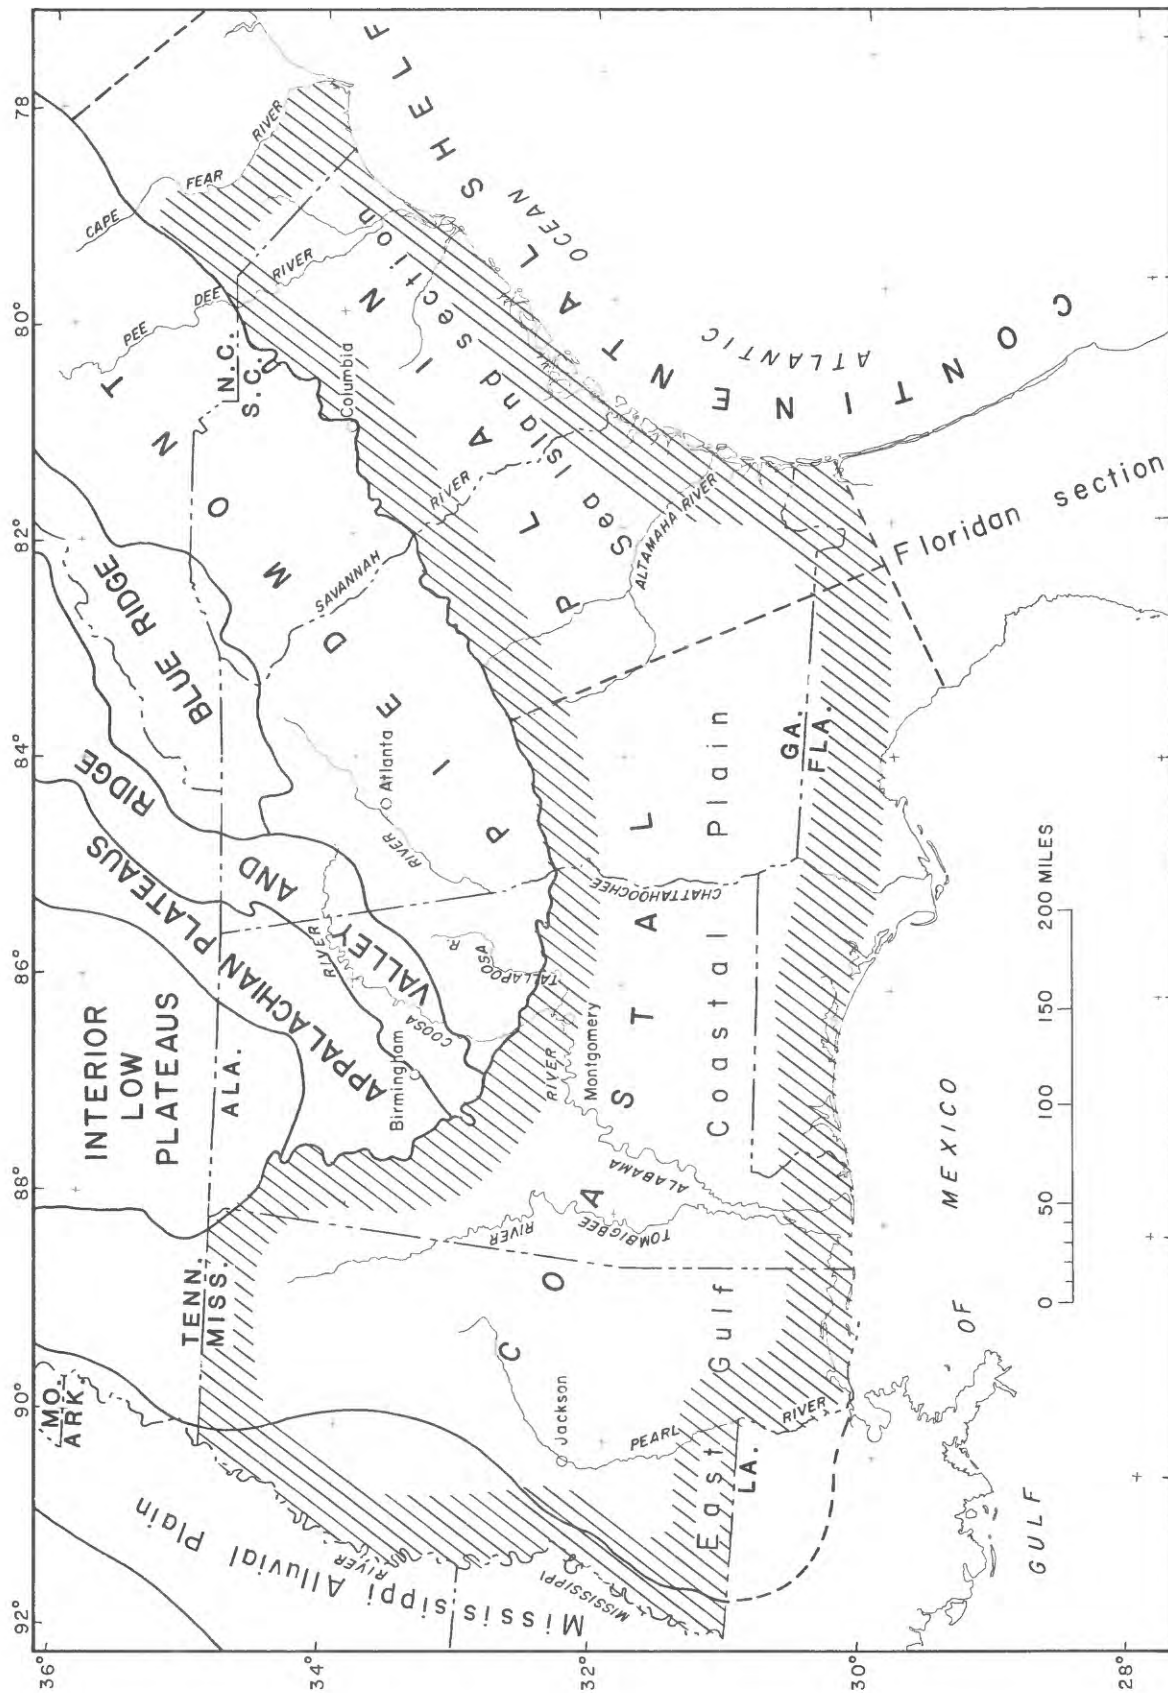 36°
34°
32°
30°
92°
90°
88°
86°
84°
82°
80°
78
MO.
ARK.
TENN.
MISS.
ALA.
N.C.
S.C.
GA.
FLA.
LA.
INTERIOR
LOW
PLATEAUS
APPALACHIAN PLATEAUS
VALLEY AND RIDGE
BLUE RIDGE
PIEDMONT
COASTAL PLAIN
Mississippi Alluvial Plain
East Gulf Coastal Plain
Sea Island section
Floridan section
CONTINENTAL SHELF
ATLANTIC OCEAN
GULF OF MEXICO
MISSISSIPPI RIVER
PEARL RIVER
TOMBIGBEE RIVER
ALABAMA RIVER
COOSA RIVER
TALLAPOOSA R.
CHATTAHOOCHEE RIVER
ALTAMAHA RIVER
SAVANNAH RIVER
PEE DEE RIVER
CAPE FEAR RIVER
Jackson
Birmingham
Montgomery
Atlanta
Columbia
0 50 100 150 200 MILES